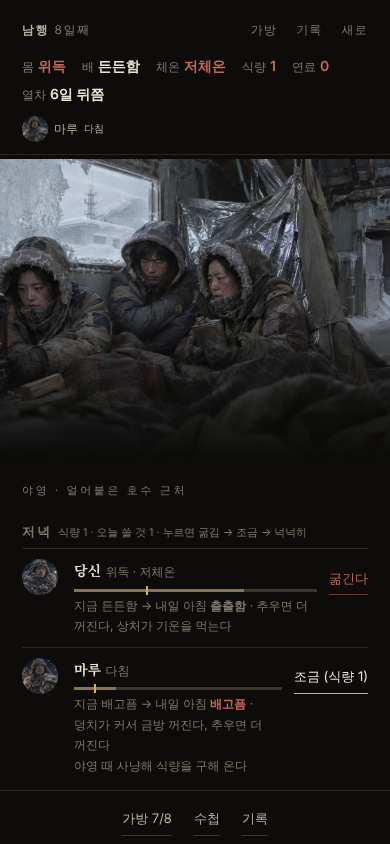 남행 8일째 가방 기록 새로
몸 위독 배 든든함 체온 저체온 식량 1 연료 0
열차 6일 뒤쯤
마루 다침
야영 · 얼어붙은 호수 근처
저녁 식량 1 · 오늘 쓸 것 1 · 누르면 굶김 → 조금 → 넉넉히
당신 위독 · 저체온
굶긴다
지금 든든함 → 내일 아침 출출함 · 추우면 더
꺼진다, 상처가 기운을 먹는다
마루 다침
조금 (식량 1)
지금 배고픔 → 내일 아침 배고픔 ·
덩치가 커서 금방 꺼진다, 추우면 더
꺼진다
야영 때 사냥해 식량을 구해 온다
가방 7/8 수첩 기록